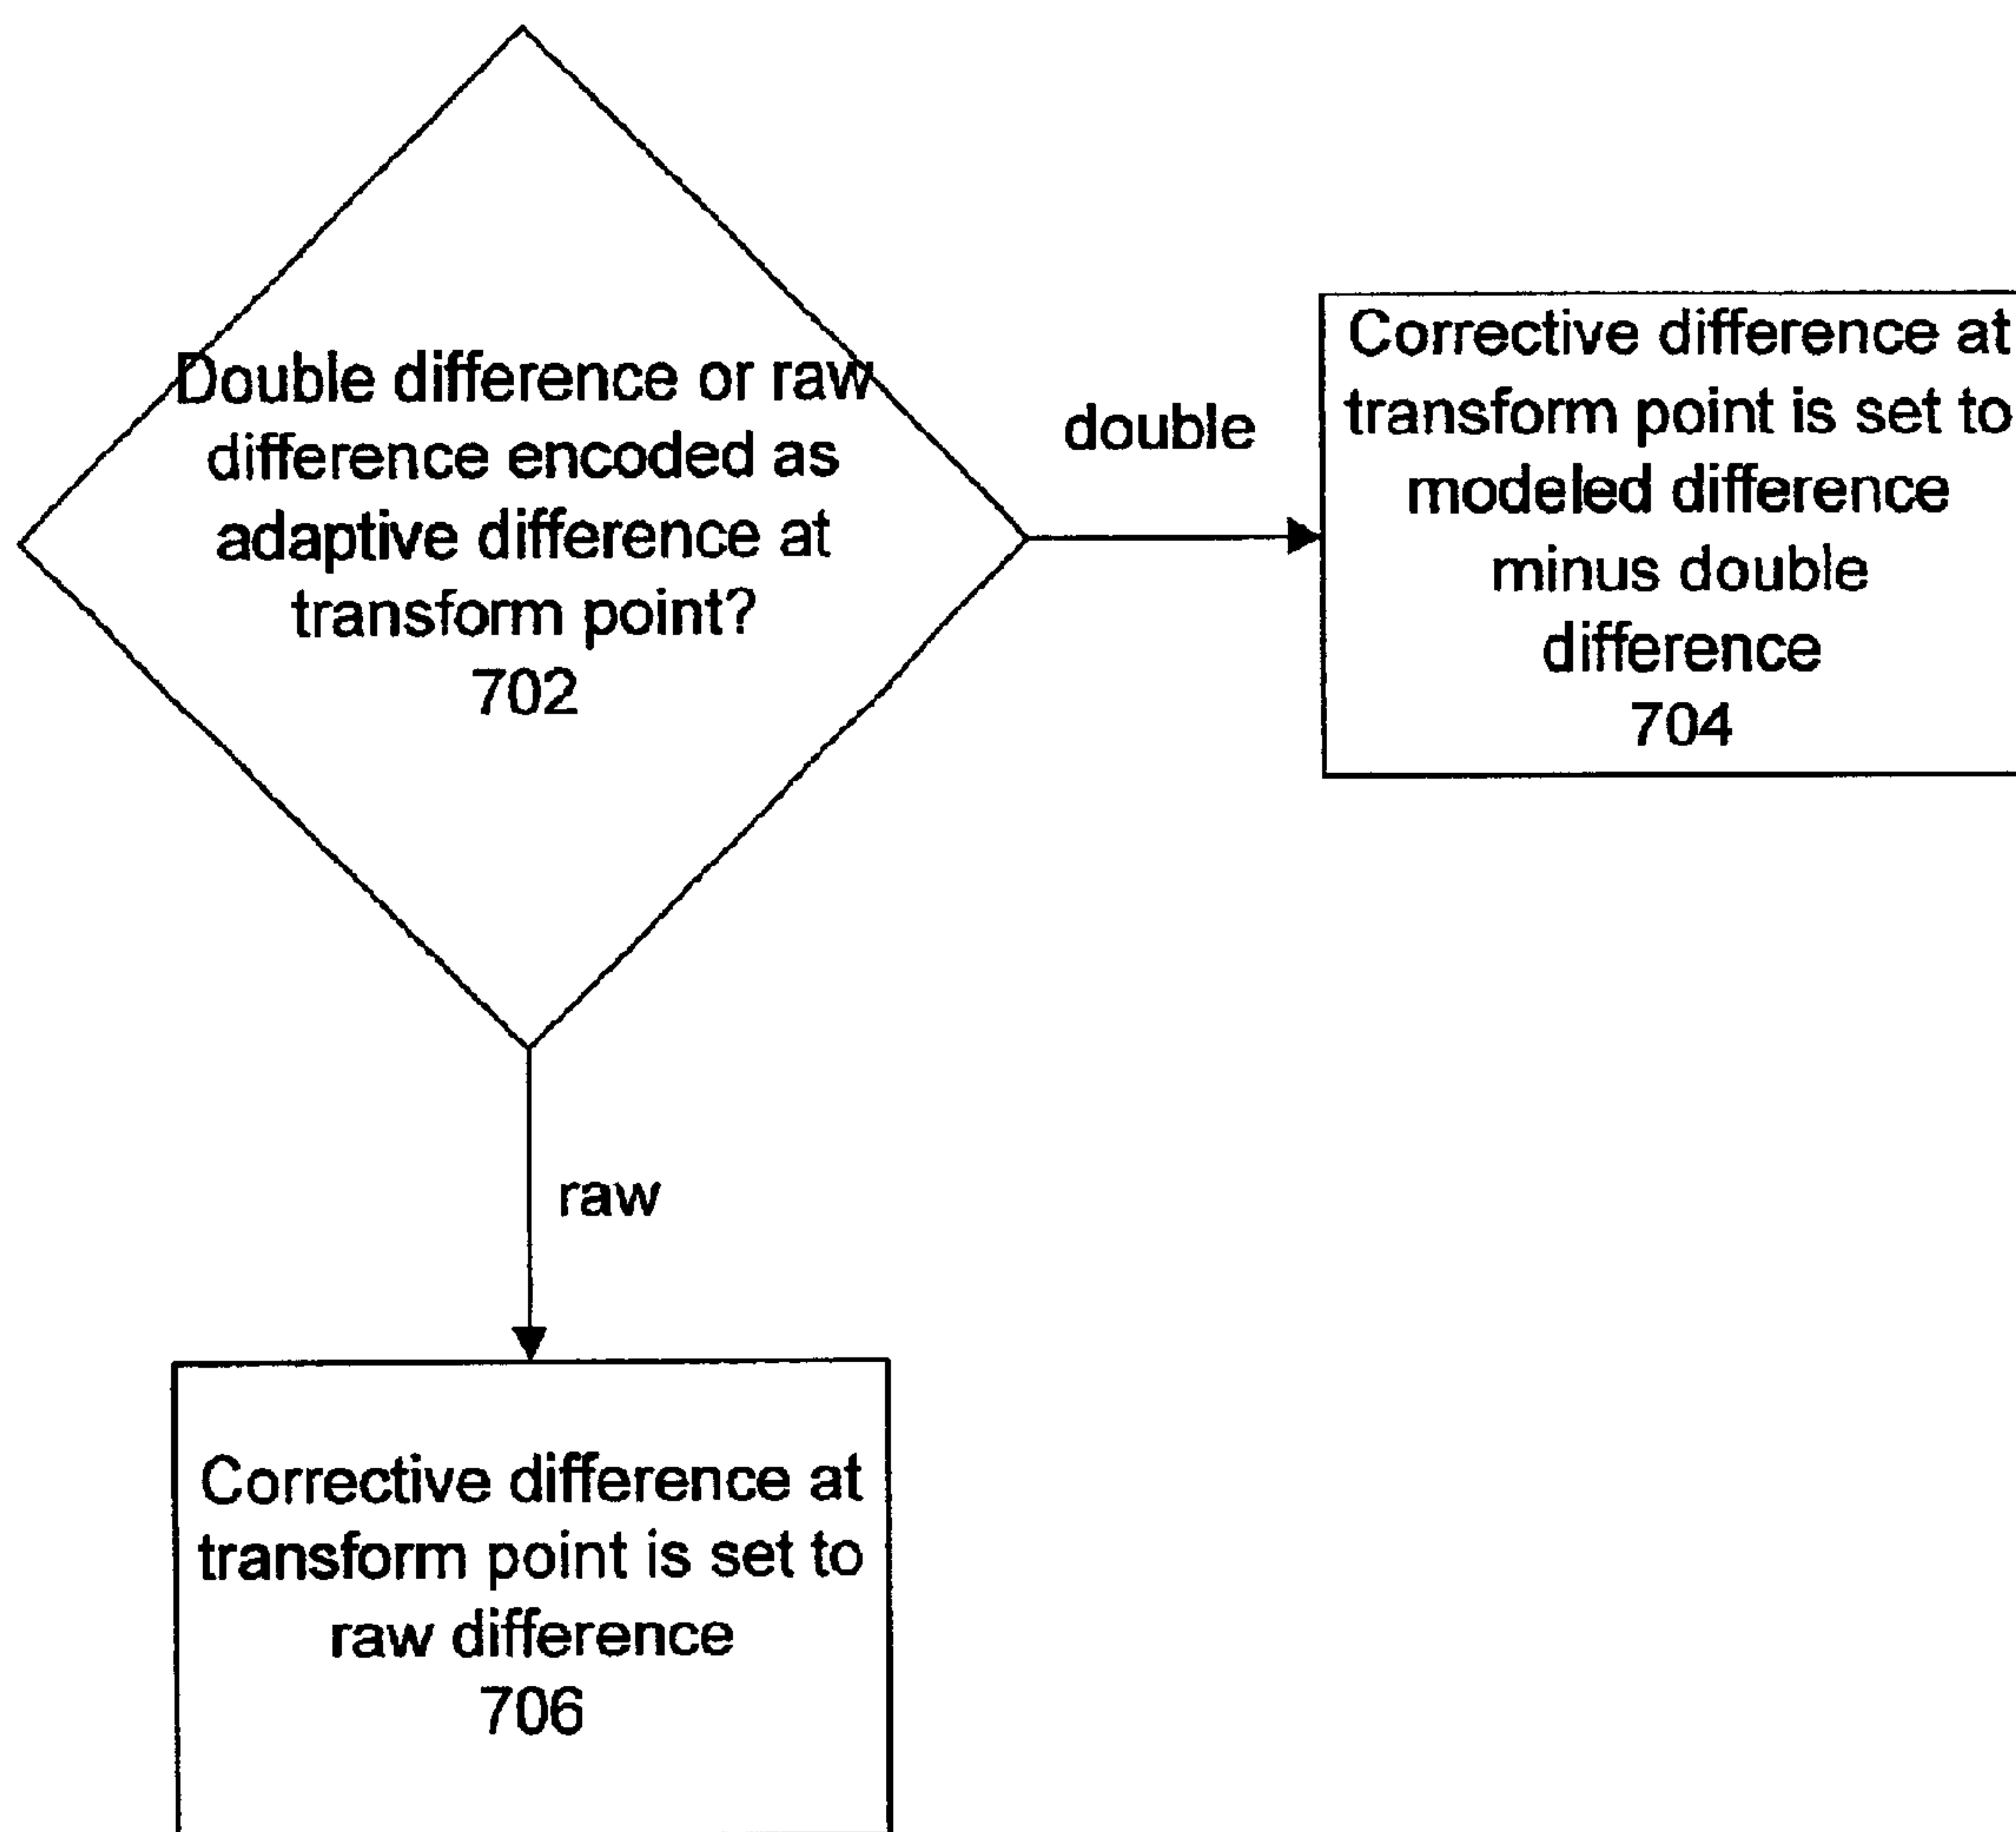 Double difference or raw
difference encoded as
adaptive difference at
transform point?
702
double
Corrective difference at
transform point is set to
modeled difference
minus double
difference
704
raw
Corrective difference at
transform point is set to
raw difference
706